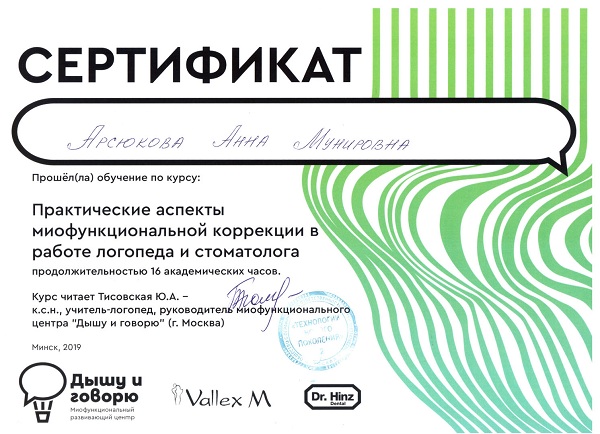 СЕРТИФИКАТ
Арсюкова Анна Мунировна
Прошёл(ла) обучение по курсу:
Практические аспекты
миофункциональной коррекции в
работе логопеда и стоматолога
продолжительностью 16 академических часов.
Курс читает Тисовская Ю.А. –
к.с.н., учитель-логопед, руководитель миофункционального
центра "Дышу и говорю" (г. Москва)
ТЕХНОЛОГИИ
ПОКОЛЕНИЯ
Минск, 2019
Дышу и
говорю
Миофункциональный
развивающий центр
Vallex M
Dr. Hinz
Dental